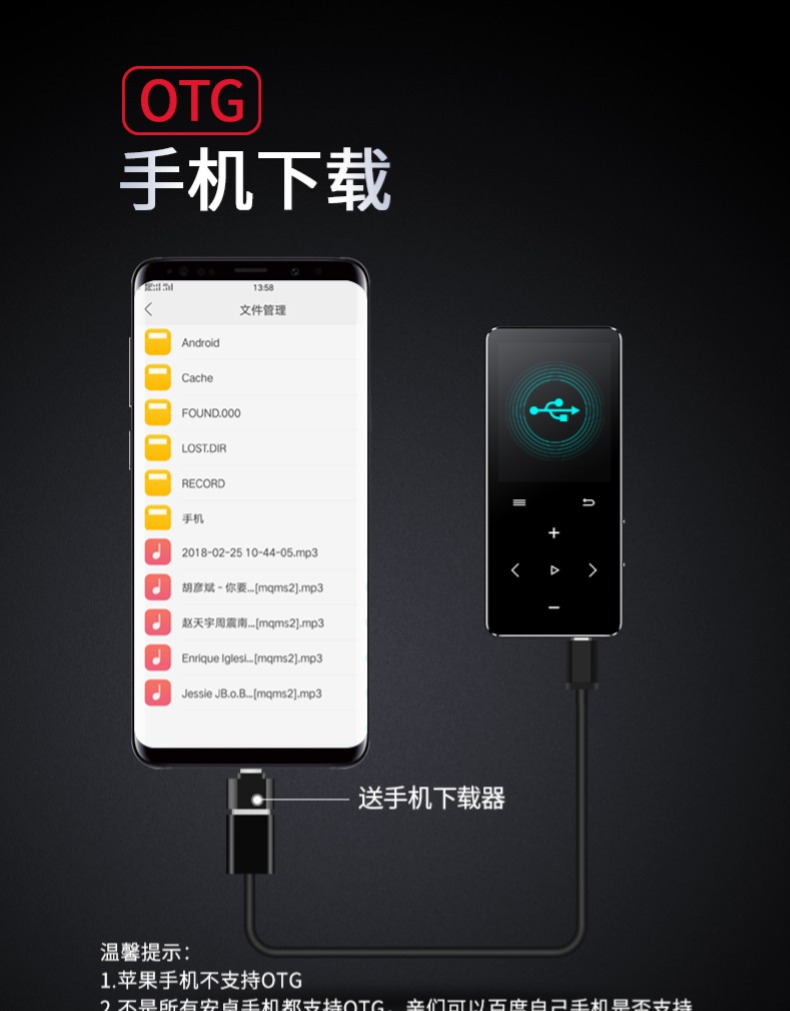 OTG
手机下载
13:58
文件管理
Android
Cache
FOUND.000
LOST.DIR
RECORD
手机
2018-02-25 10-44-05.mp3
胡彦斌 - 你要...[mqms2].mp3
赵天宇周震南...[mqms2].mp3
Enrique Iglesi...[mqms2].mp3
Jessie JB.o.B...[mqms2].mp3
送手机下载器
温馨提示：
1.苹果手机不支持OTG
2.不是所有安卓手机都支持OTG，亲们可以百度自己手机是否支持